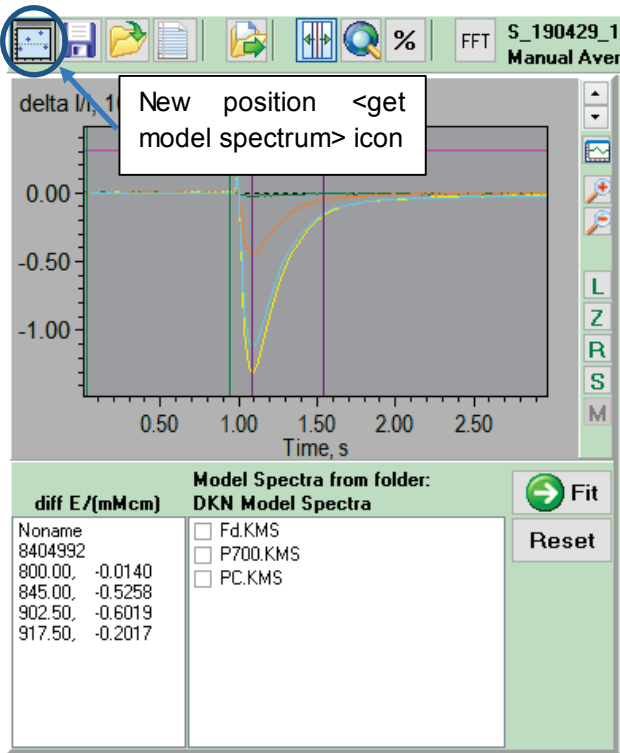 % FFT S_190429_1
Manual Aver
delta I/I, 10
New position <get
model spectrum> icon
0.00
-0.50
-1.00
0.50 1.00 1.50 2.00 2.50
Time, s
L
Z
R
S
M
diff E/(mMcm)
Model Spectra from folder:
DKN Model Spectra
Fit
Reset
Noname
8404992
800.00, -0.0140
845.00, -0.5258
902.50, -0.6019
917.50, -0.2017
Fd.KMS
P700.KMS
PC.KMS